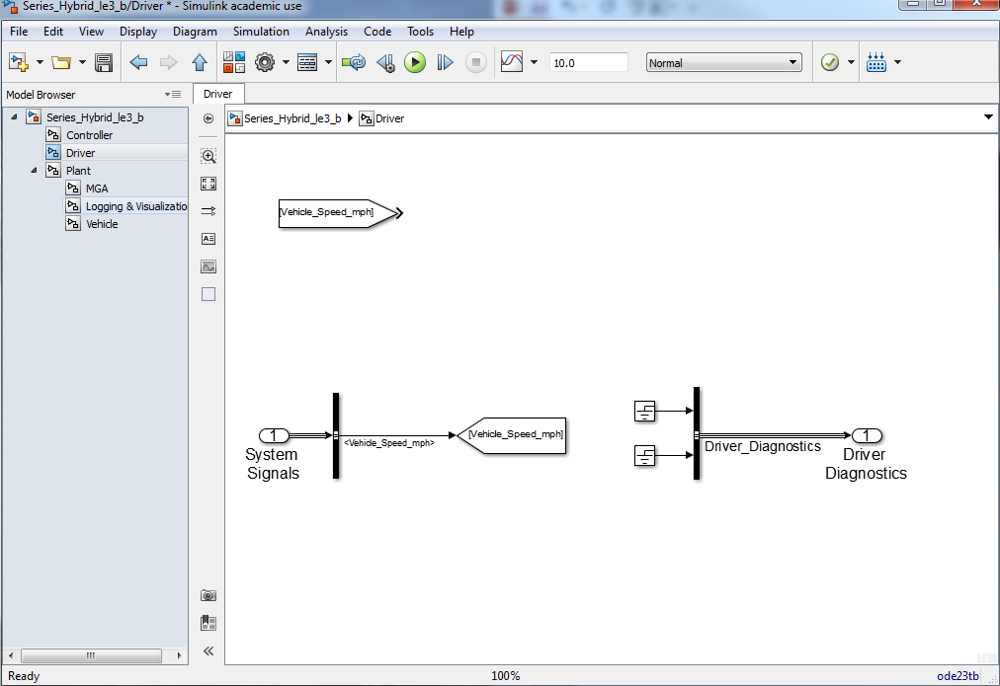 Series_Hybrid_le3_b/Driver * - Simulink academic use
File Edit View Display Diagram Simulation Analysis Code Tools Help
10.0
Normal
Model Browser
Driver
Series_Hybrid_le3_b
Controller
Driver
Plant
MGA
Logging & Visualizatio
Vehicle
Series_Hybrid_le3_b Driver
[Vehicle_Speed_mph]
1
System
Signals
<Vehicle_Speed_mph>
[Vehicle_Speed_mph]
Driver_Diagnostics
1
Driver
Diagnostics
Ready
100%
ode23tb